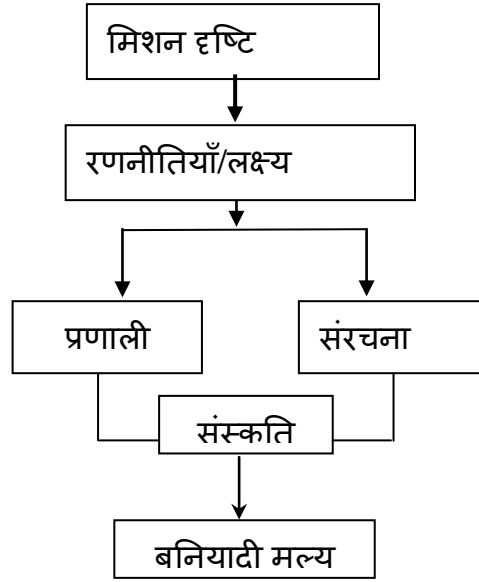 मिशन दृष्टि
रणनीतियाँ/लक्ष्य
प्रणाली
संरचना
संस्कति
बनियादी मल्य